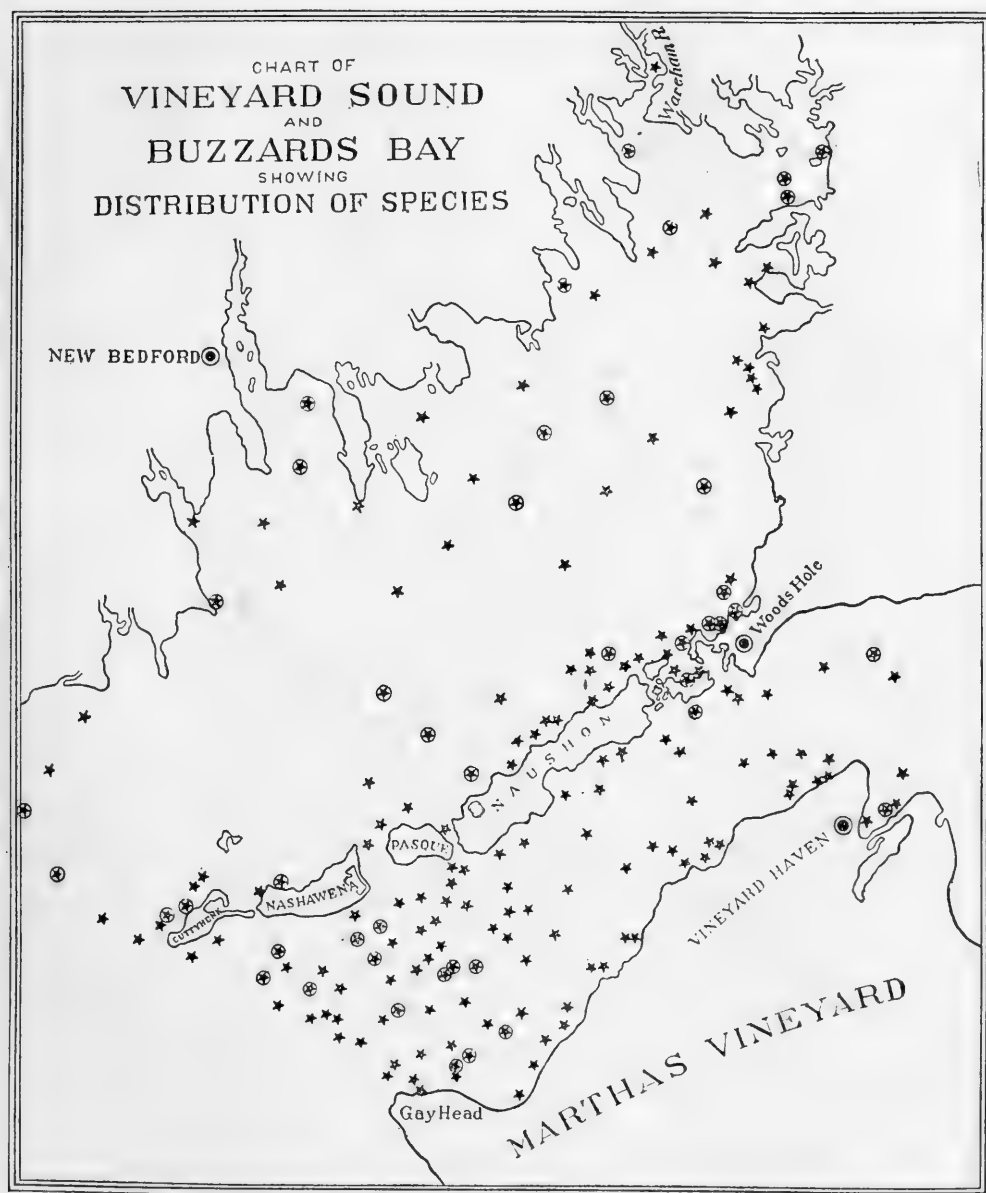 CHART OF
VINEYARD SOUND
AND
BUZZARDS BAY
SHOWING
DISTRIBUTION OF SPECIES
Wareham R.
NEW BEDFORD
Woods Hole
NAUSHON
PASQUE
NASHAWENA
CUTTYHUNK
VINEYARD HAVEN
MARTHAS VINEYARD
Gay Head